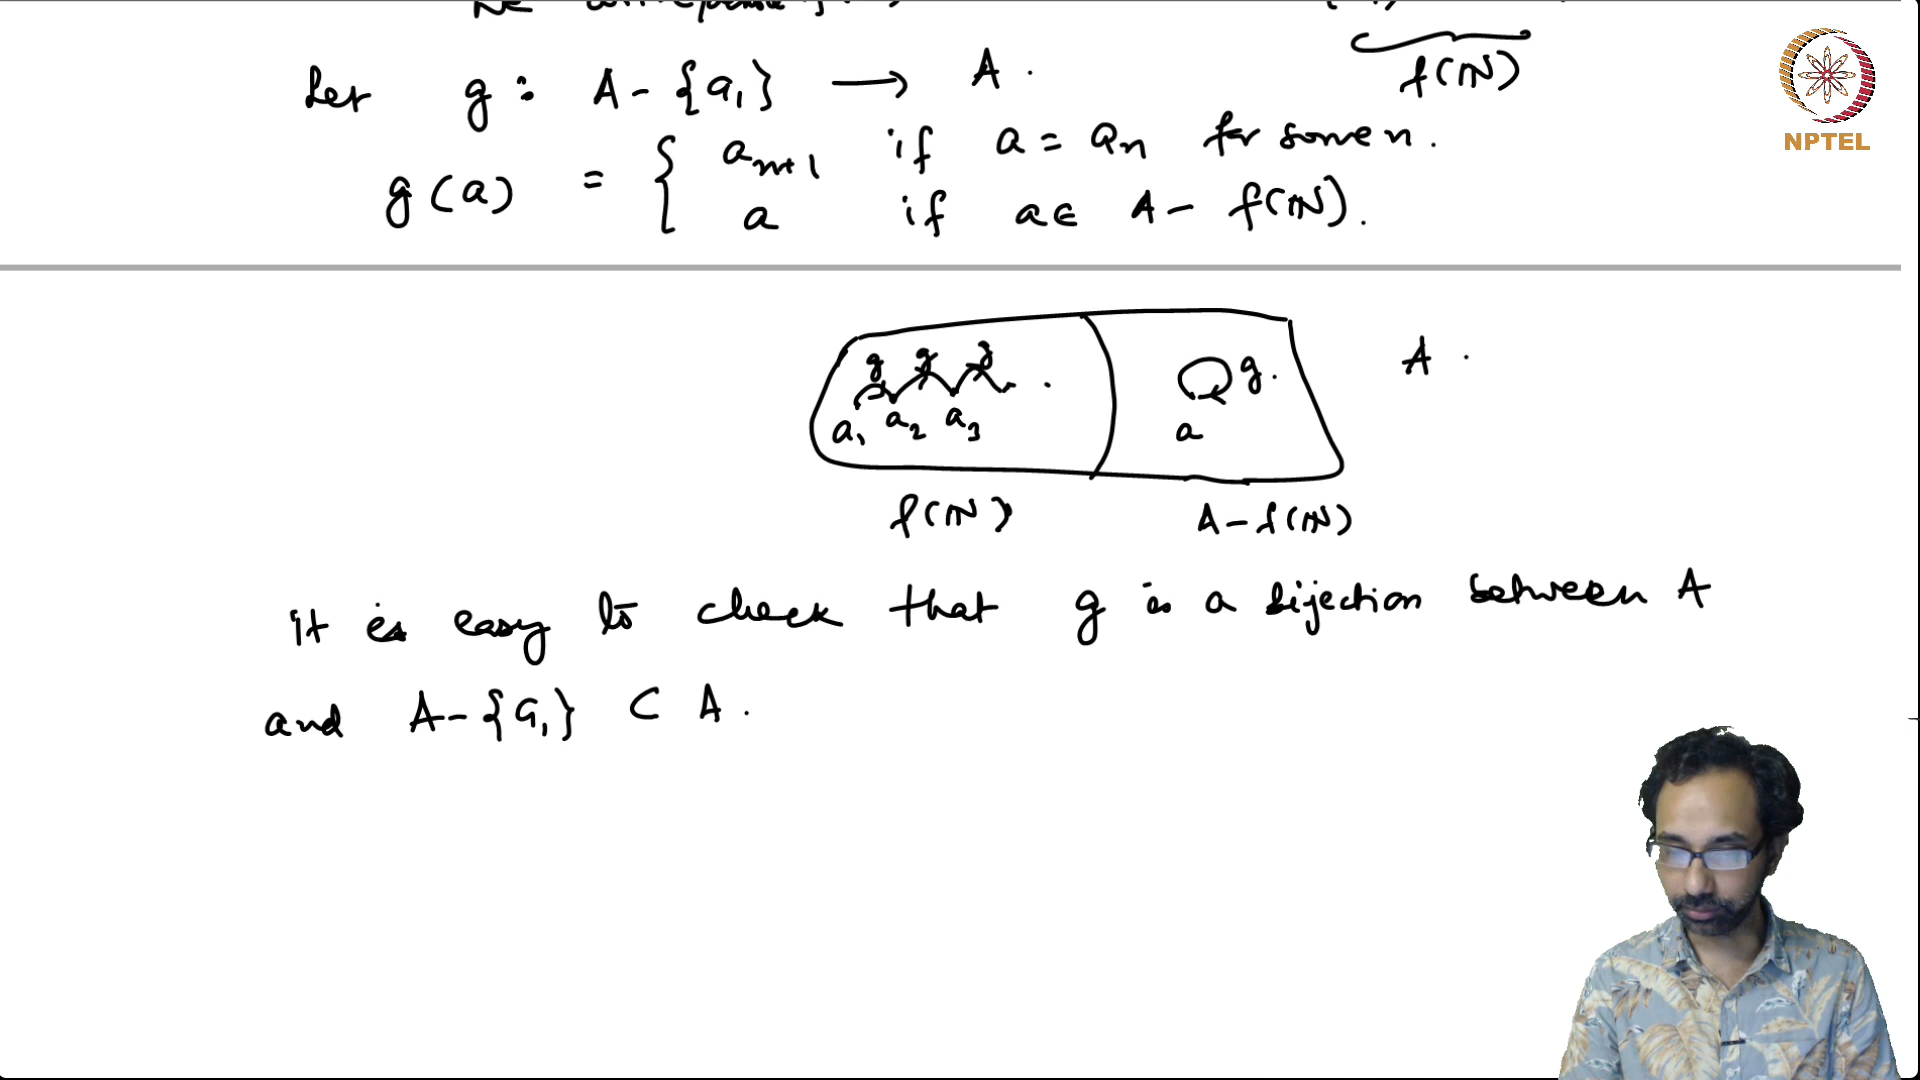 f(ℕ)
NPTEL
Let g : A - {a₁} ⟶ A .
g(a) = { aₙ₊₁ if a = aₙ for some n .
a if a ∈ A - f(ℕ) .
g g g . g . A .
a₁ a₂ a₃ a
f(ℕ) A - f(ℕ)
it is easy to check that g is a bijection between A
and A - {a₁} ⊂ A .